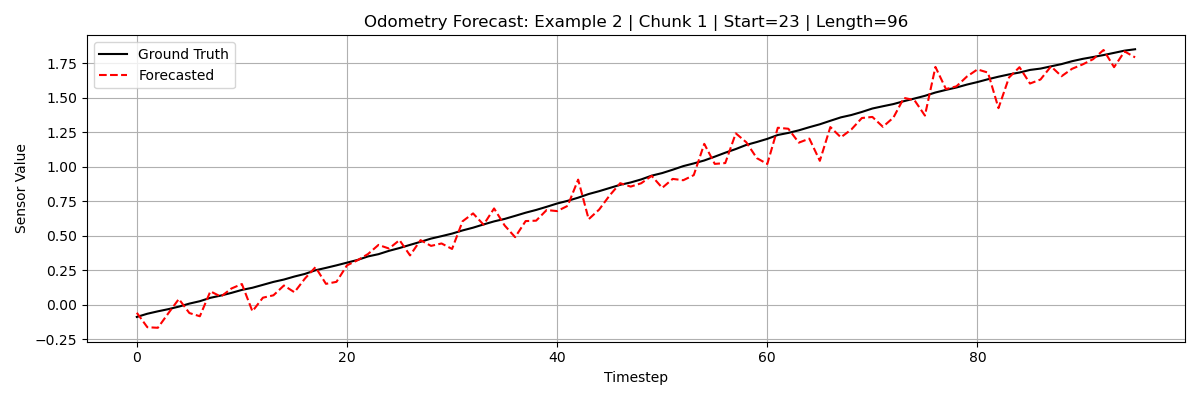 Odometry Forecast: Example 2 | Chunk 1 | Start=23 | Length=96
Ground Truth
Forecasted
Sensor Value
1.75
1.50
1.25
1.00
0.75
0.50
0.25
0.00
−0.25
0 20 40 60 80
Timestep